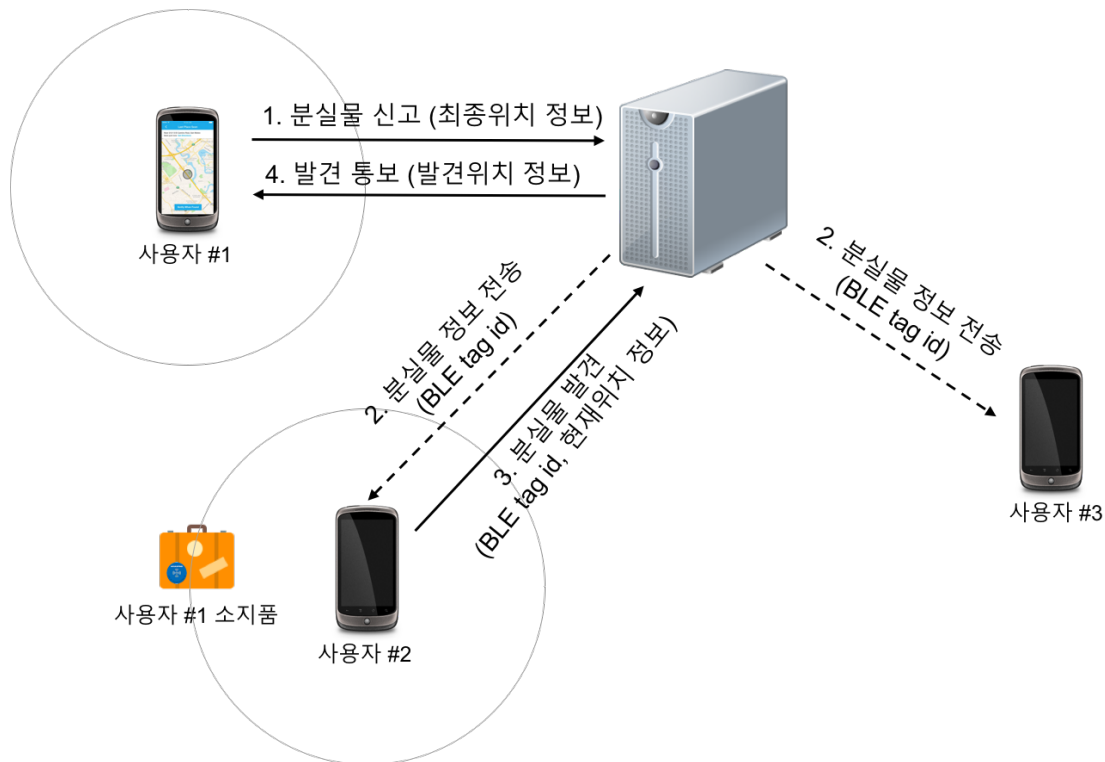 1. 분실물 신고 (최종위치 정보)
4. 발견 통보 (발견위치 정보)
사용자 #1
2. 분실물 정보 전송
(BLE tag id)
2. 분실물 정보 전송
(BLE tag id)
3. 분실물 발견
(BLE tag id, 현재위치 정보)
사용자 #3
사용자 #1 소지품
사용자 #2